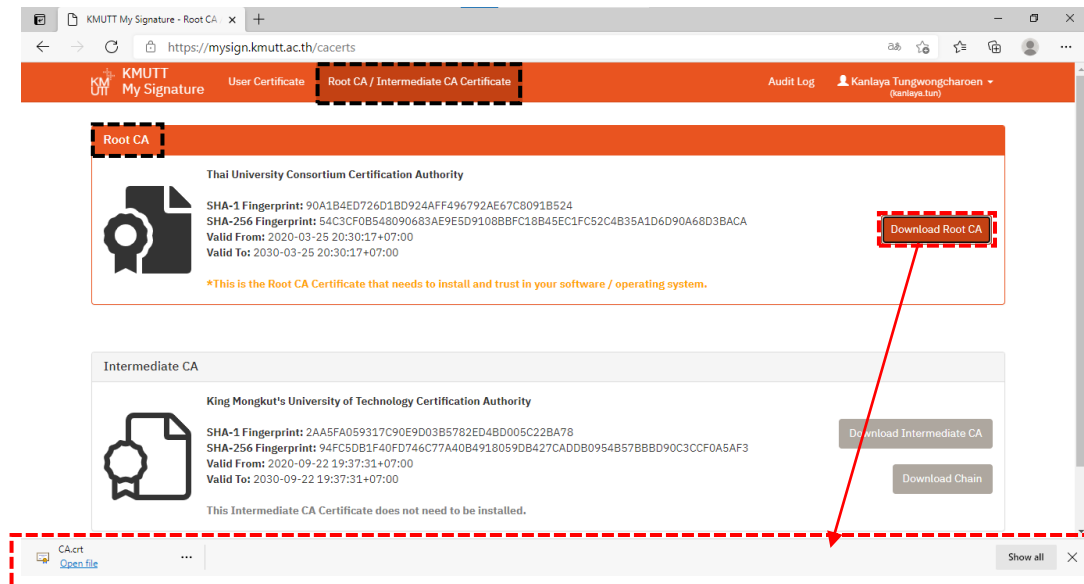 KMUTT My Signature - Root CA
https://mysign.kmutt.ac.th/cacerts
KMUTT
My Signature
User Certificate
Root CA / Intermediate CA Certificate
Audit Log
Kanlaya Tungwongcharoen
(kanlaya.tun)
Root CA
Thai University Consortium Certification Authority
SHA-1 Fingerprint: 90A1B4ED726D1BD924AFF496792AE67C8091B524
SHA-256 Fingerprint: 54C3CF0B548090683AE9E5D9108BBFC18B45EC1FC52C4B35A1D6D90A68D3BACA
Valid From: 2020-03-25 20:30:17+07:00
Valid To: 2030-03-25 20:30:17+07:00
*This is the Root CA Certificate that needs to install and trust in your software / operating system.
Download Root CA
Intermediate CA
King Mongkut's University of Technology Certification Authority
SHA-1 Fingerprint: 2AA5FA059317C90E9D03B5782ED4BD005C22BA78
SHA-256 Fingerprint: 94FC5DB1F40FD746C77A40B4918059DB427CADDB0954B57BBBD90C3CCF0A5AF3
Valid From: 2020-09-22 19:37:31+07:00
Valid To: 2030-09-22 19:37:31+07:00
This Intermediate CA Certificate does not need to be installed.
Download Intermediate CA
Download Chain
CA.crt
Open file
Show all